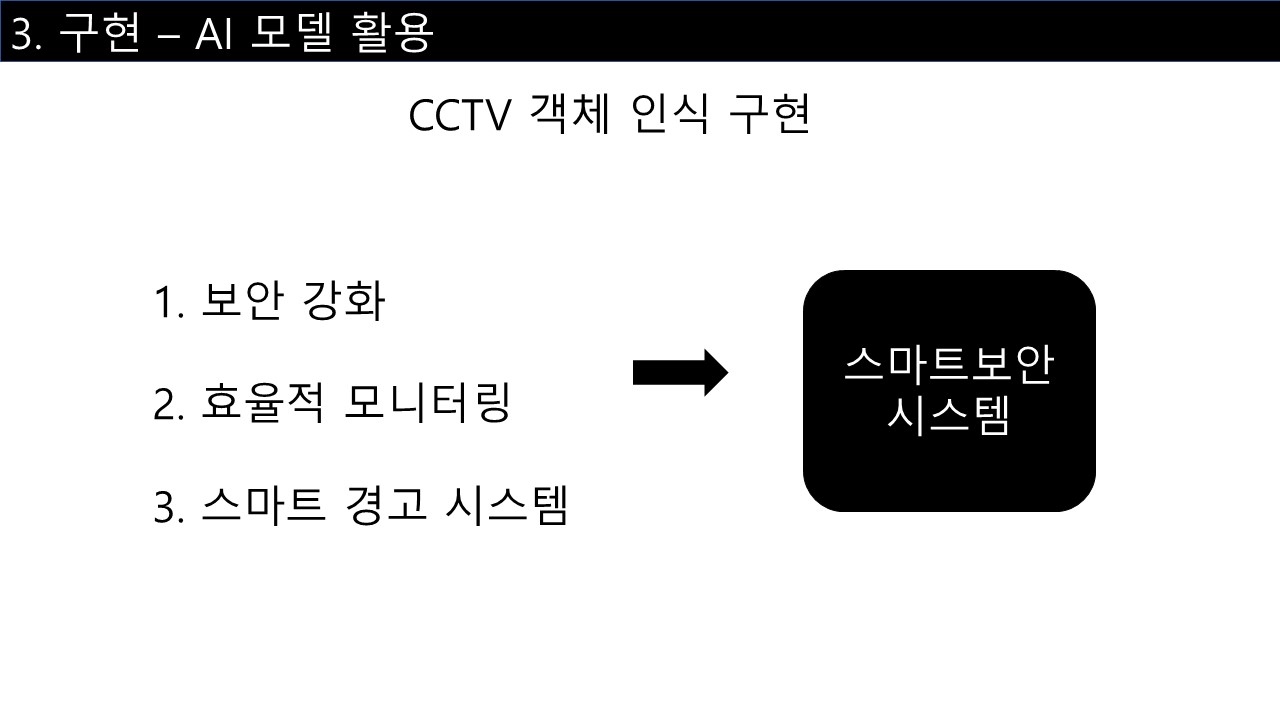 3. 구현 – AI 모델 활용
CCTV 객체 인식 구현
1. 보안 강화
2. 효율적 모니터링
3. 스마트 경고 시스템
스마트보안
시스템